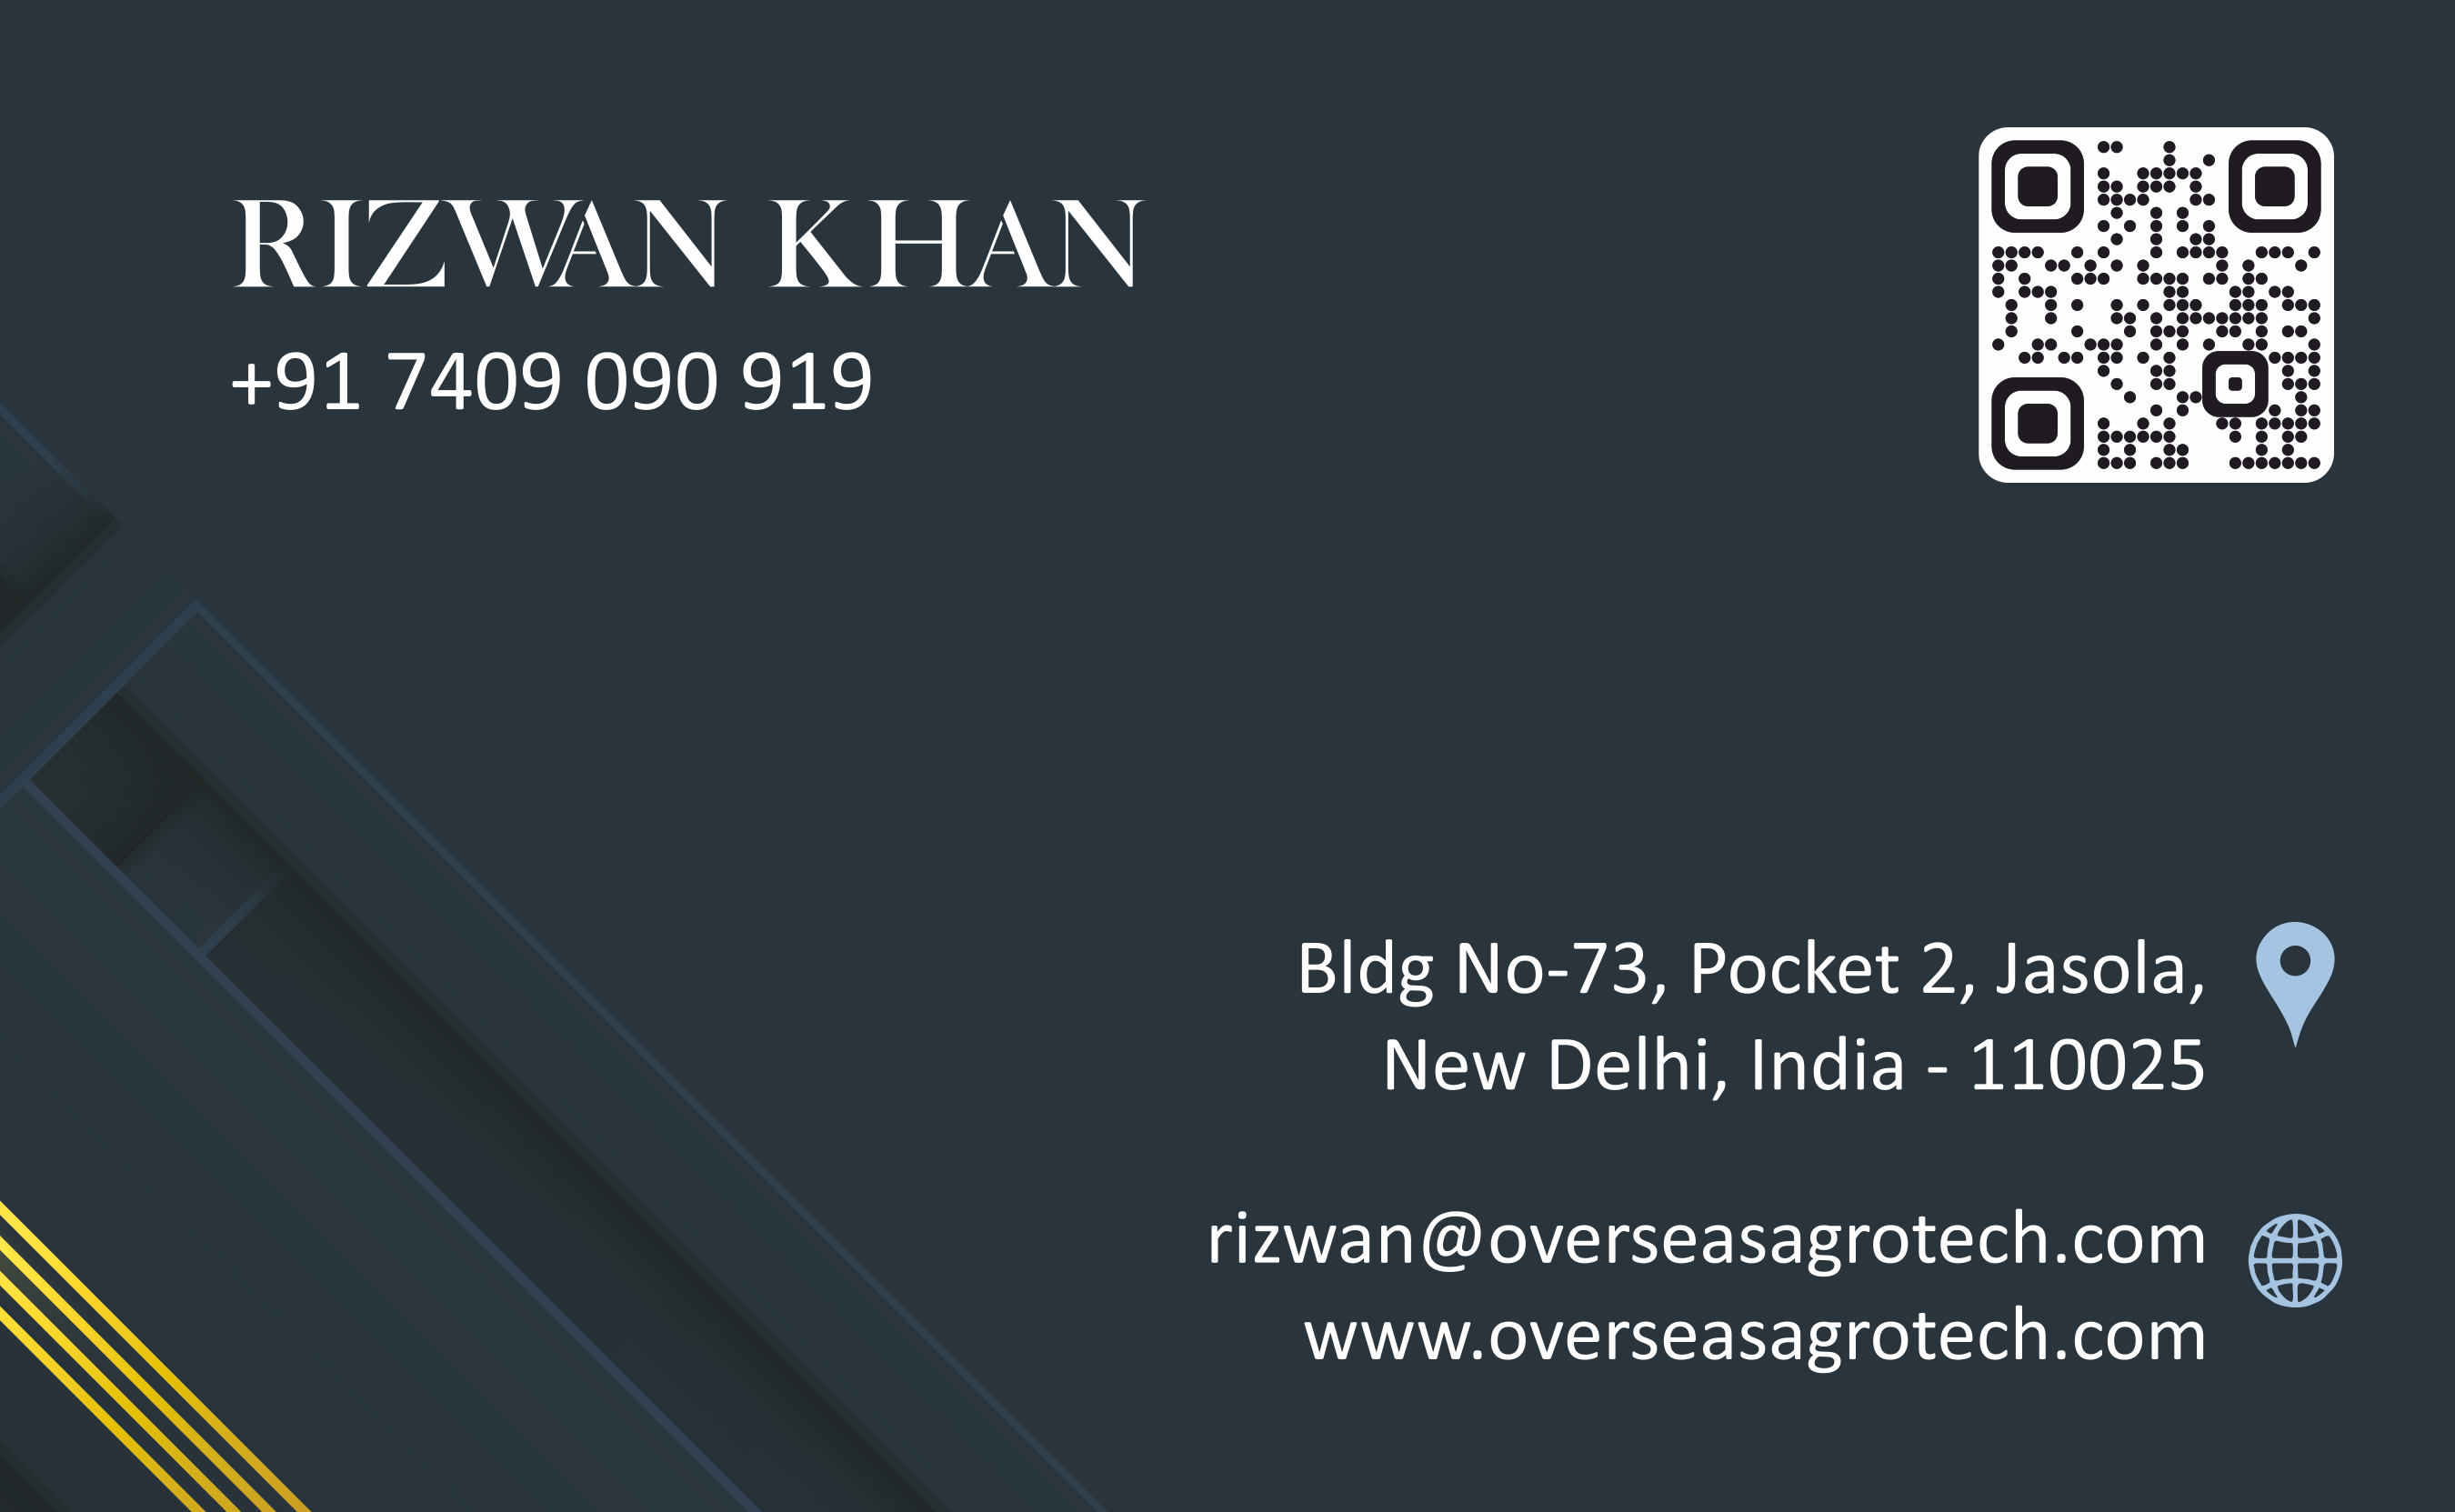 RIZWAN KHAN
+91 7409 090 919
Bldg No-73, Pocket 2, Jasola,
New Delhi, India - 110025
rizwan@overseasagrotech.com
www.overseasagrotech.com